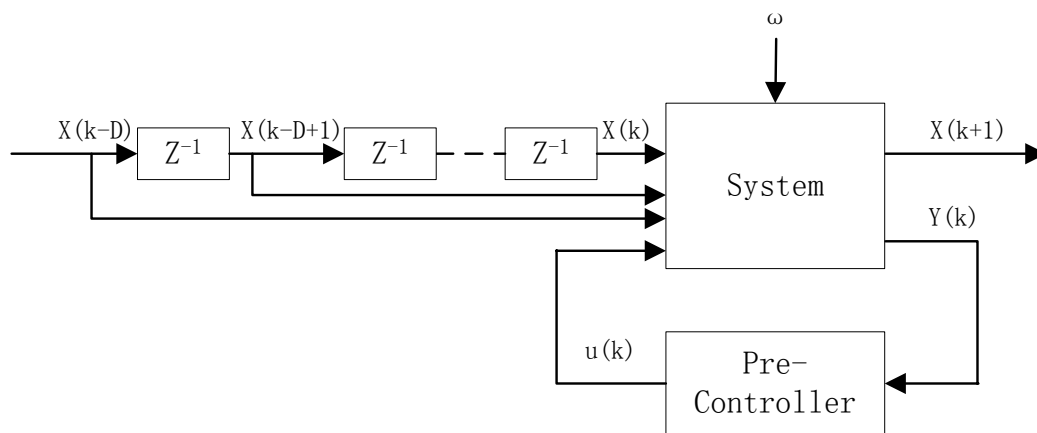 ω
X(k-D)
X(k-D+1)
X(k)
X(k+1)
Z⁻¹
Z⁻¹
Z⁻¹
System
Y(k)
u(k)
Pre-
Controller